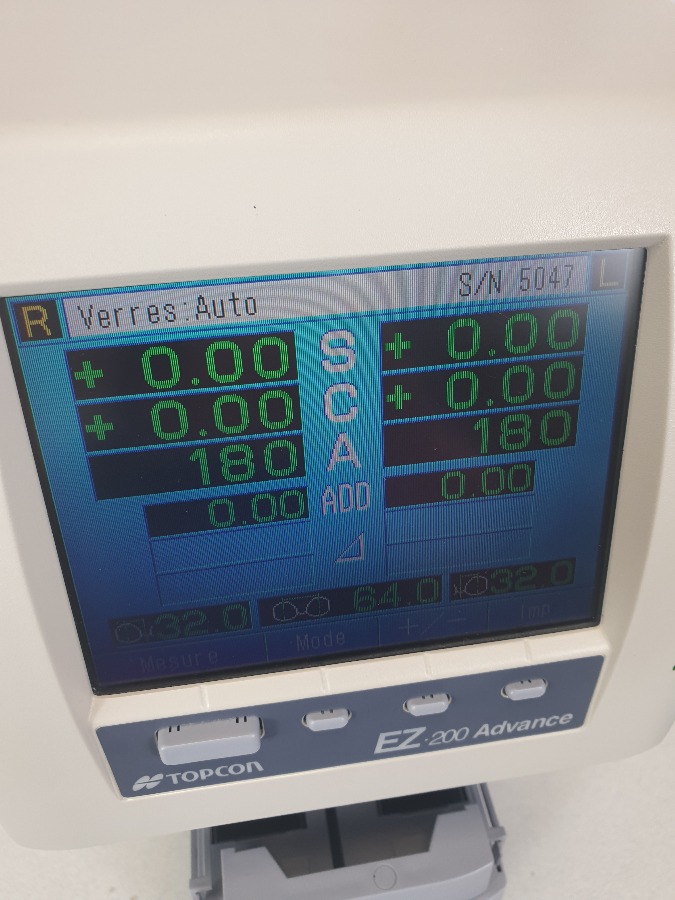 R Verres:Auto S/N 5047 L
+ 0.00 S + 0.00
+ 0.00 C + 0.00
180 A 180
0.00 ADD 0.00
32.0 64.0 32.0
Mesure Mode +/- Imp
TOPCON EZ·200 Advance